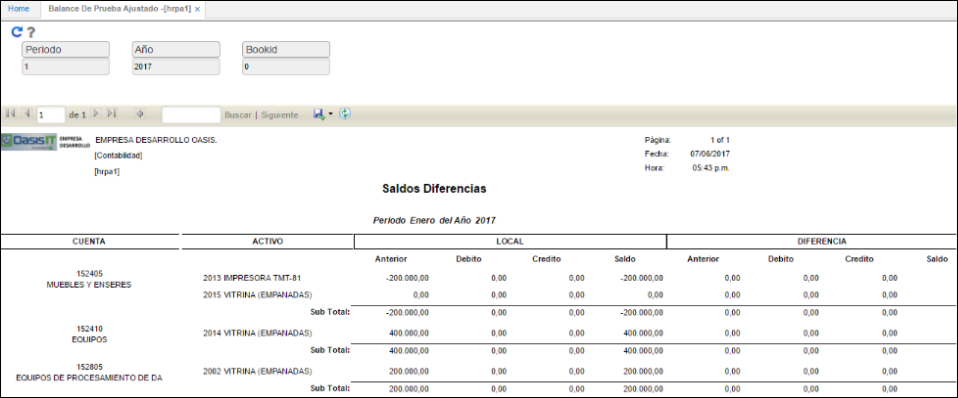 Home Balance De Prueba Ajustado -[hrpa1] x
Periodo Año Bookid
1 2017 0
1 de 1 Buscar | Siguiente
OasisIT EMPRESA DESARROLLO EMPRESA DESARROLLO OASIS. Página: 1 of 1
[Contabilidad] Fecha: 07/06/2017
[hrpa1] Hora: 05:43 p.m.
Saldos Diferencias
Periodo Enero del Año 2017
CUENTA ACTIVO LOCAL DIFERENCIA
Anterior Debito Credito Saldo Anterior Debito Credito Saldo
152405 2013 IMPRESORA TMT-81 -200.000,00 0,00 0,00 -200.000,00 0,00 0,00 0,00
MUEBLES Y ENSERES
2015 VITRINA (EMPANADAS) 0,00 0,00 0,00 0,00 0,00 0,00 0,00
Sub Total: -200.000,00 0,00 0,00 -200.000,00 0,00 0,00 0,00
152410 2014 VITRINA (EMPANADAS) 400.000,00 0,00 0,00 400.000,00 0,00 0,00 0,00
EQUIPOS
Sub Total: 400.000,00 0,00 0,00 400.000,00 0,00 0,00 0,00
152805 2002 VITRINA (EMPANADAS) 200.000,00 0,00 0,00 200.000,00 0,00 0,00 0,00
EQUIPOS DE PROCESAMIENTO DE DA
Sub Total: 200.000,00 0,00 0,00 200.000,00 0,00 0,00 0,00